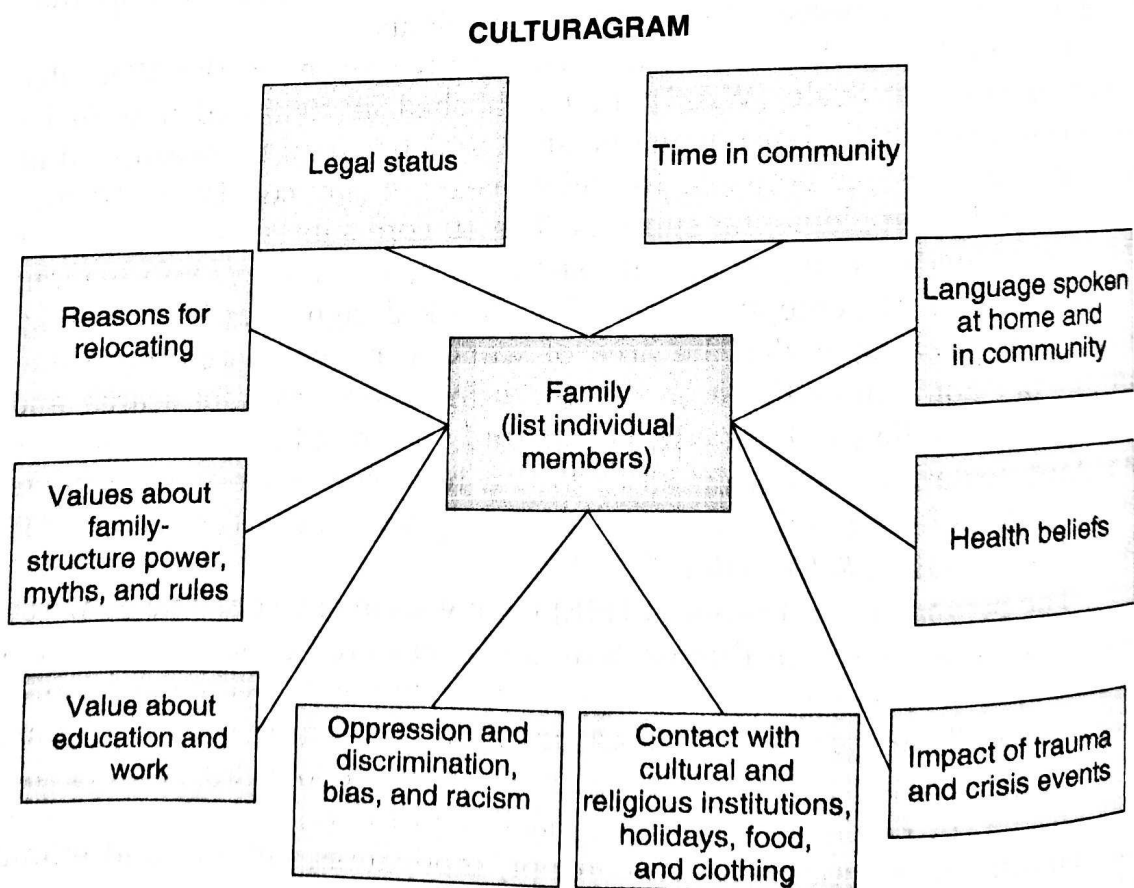 CULTURAGRAM
Legal status
Time in community
Reasons for
relocating
Language spoken
at home and
in community
Family
(list individual
members)
Values about
family-
structure power,
myths, and rules
Health beliefs
Value about
education and
work
Oppression and
discrimination,
bias, and racism
Contact with
cultural and
religious institutions,
holidays, food,
and clothing
Impact of trauma
and crisis events